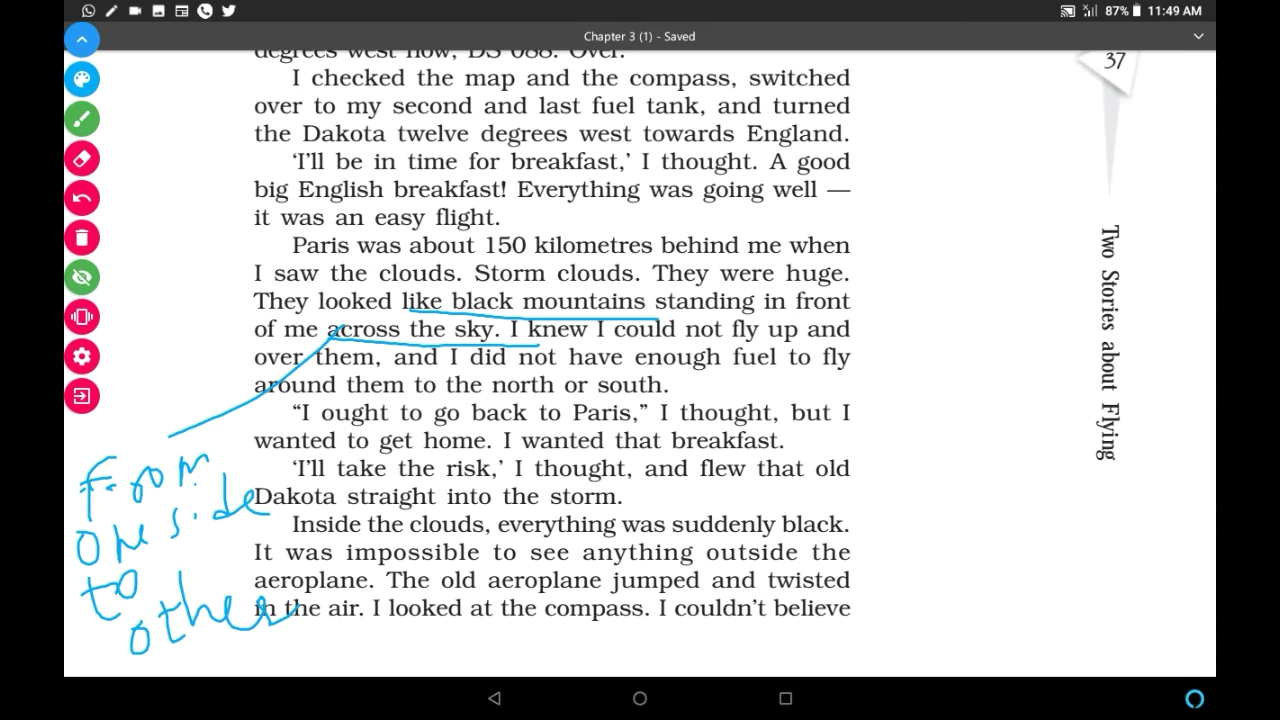 87% 11:49 AM
Chapter 3 (1) - Saved
degrees west now, DS 088. Over.
37
I checked the map and the compass, switched
over to my second and last fuel tank, and turned
the Dakota twelve degrees west towards England.
‘I’ll be in time for breakfast,’ I thought. A good
big English breakfast! Everything was going well —
it was an easy flight.
Paris was about 150 kilometres behind me when
I saw the clouds. Storm clouds. They were huge.
They looked like black mountains standing in front
of me across the sky. I knew I could not fly up and
over them, and I did not have enough fuel to fly
around them to the north or south.
“I ought to go back to Paris,” I thought, but I
wanted to get home. I wanted that breakfast.
‘I’ll take the risk,’ I thought, and flew that old
Dakota straight into the storm.
Inside the clouds, everything was suddenly black.
It was impossible to see anything outside the
aeroplane. The old aeroplane jumped and twisted
in the air. I looked at the compass. I couldn’t believe
Two Stories about Flying
From
one side
to
other